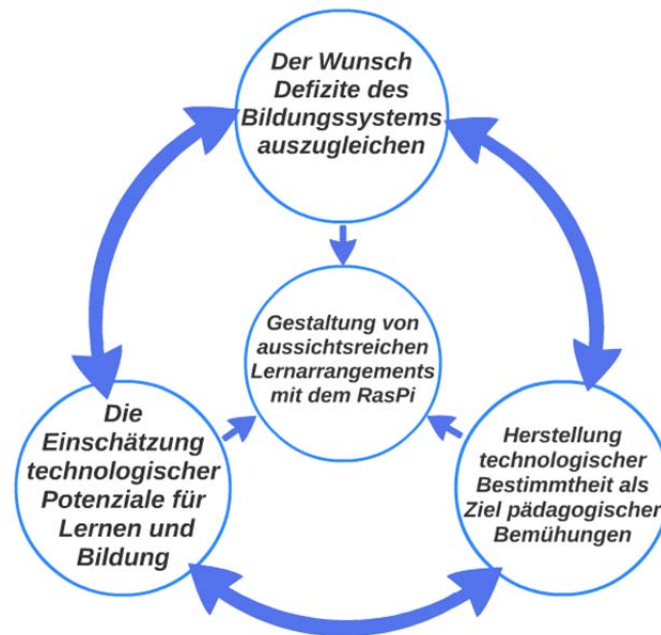 Der Wunsch
Defizite des
Bildungssystems
auszugleichen
Gestaltung von
aussichtsreichen
Lernarrangements
mit dem RasPi
Die
Einschätzung
technologischer
Potenziale für
Lernen und
Bildung
Herstellung
technologischer
Bestimmtheit als
Ziel pädagogischer
Bemühungen